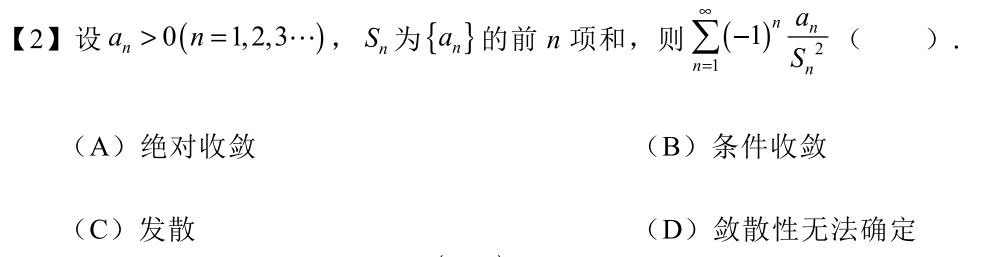 【2】设 $a_n > 0 (n = 1, 2, 3 \cdots)$，$S_n$ 为 $\{a_n\}$ 的前 n 项和，则 $\sum_{n=1}^{\infty} (-1)^n \frac{a_n}{S_n^2}$（ ）.
（A）绝对收敛 （B）条件收敛
（C）发散 （D）敛散性无法确定